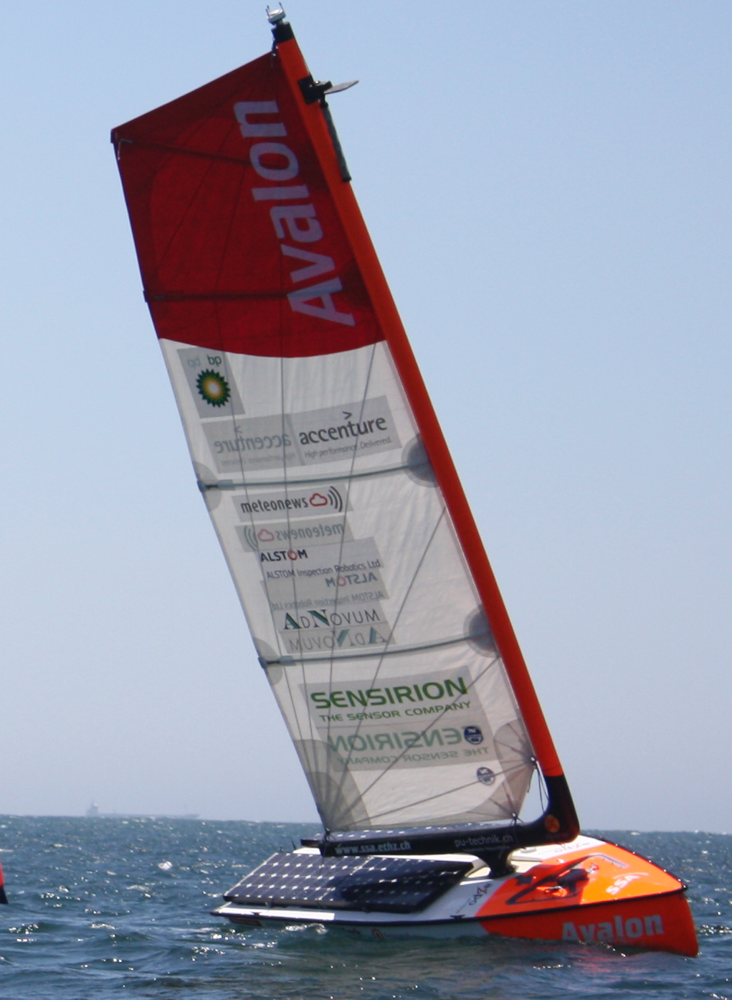 Avalon
bp
accenture
High performance. Delivered.
meteonews
ALSTOM
ALSTOM Inspection Robotics Ltd.
ADNOVUM
SENSIRION
THE SENSOR COMPANY
www.ssa.ethz.ch
pu-technik.ch
SSA
Avalon